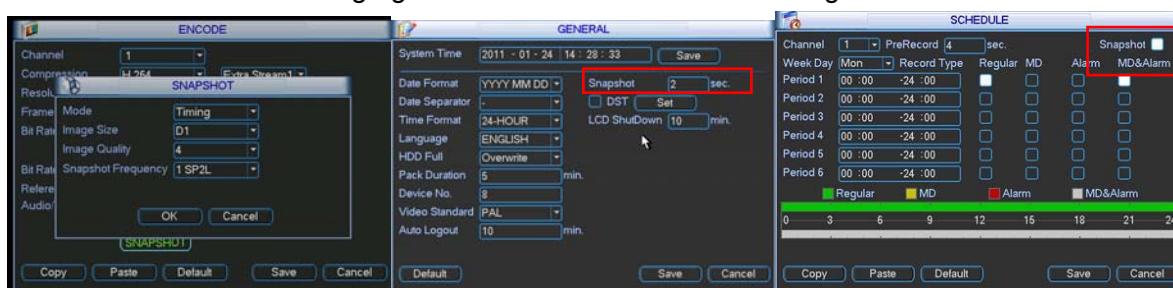 ENCODE
Channel 1
Compression H.264 Extra Stream1
SNAPSHOT
Mode Timing
Image Size D1
Image Quality 4
Snapshot Frequency 1 SP2L
OK Cancel
Frame
Bit Rate
Bit Rate
Audio/
SNAPSHOT
Copy Paste Default Save Cancel
GENERAL
System Time 2011 - 01 - 24 14 : 28 : 33 Save
Date Format YYYY MM DD Snapshot 2 sec.
Date Separator - DST Set
Time Format 24-HOUR LCD ShutDown 10 min.
Language ENGLISH
HDD Full Overwrite
Pack Duration 5 min.
Device No. 8
Video Standard PAL
Auto Logout 10 min.
Default Save Cancel
SCHEDULE
Channel 1 PreRecord 4 sec. Snapshot
Week Day Mon Record Type Regular MD Alarm MD&Alarm
Period 1 00 :00 -24 :00
Period 2 00 :00 -24 :00
Period 3 00 :00 -24 :00
Period 4 00 :00 -24 :00
Period 5 00 :00 -24 :00
Period 6 00 :00 -24 :00
Regular MD Alarm MD&Alarm
0 3 6 9 12 15 18 21 24
Copy Paste Default Save Cancel